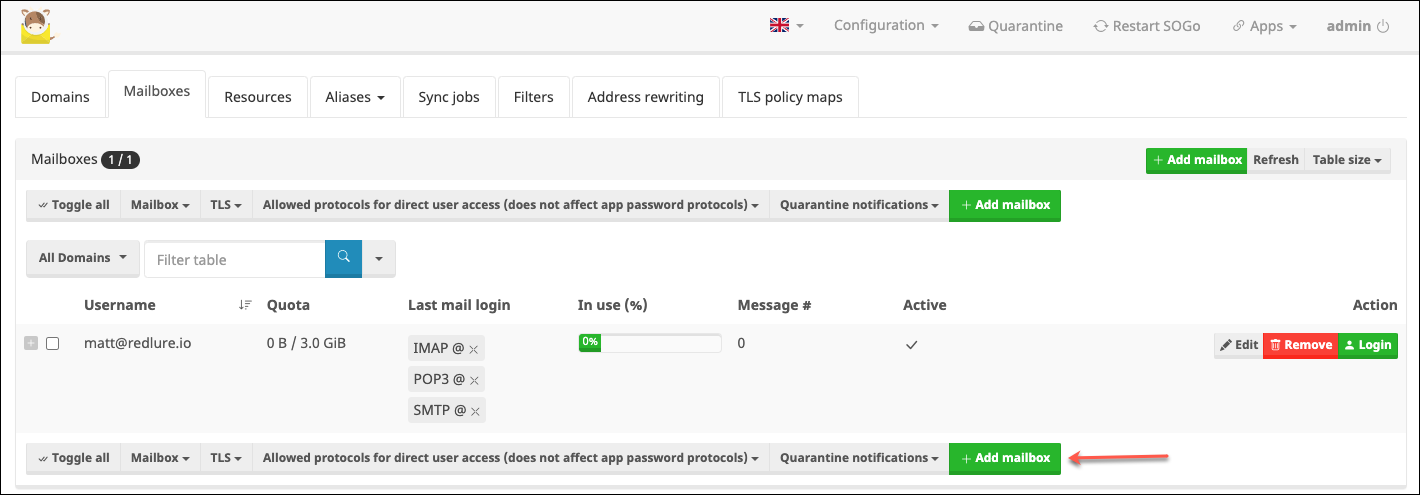 Configuration Quarantine Restart SOGo Apps admin
Domains Mailboxes Resources Aliases Sync jobs Filters Address rewriting TLS policy maps
Mailboxes 1 / 1 Add mailbox Refresh Table size
Toggle all Mailbox TLS Allowed protocols for direct user access (does not affect app password protocols) Quarantine notifications Add mailbox
All Domains Filter table
Username Quota Last mail login In use (%) Message # Active Action
matt@redlure.io 0 B / 3.0 GiB IMAP @ 0% 0 Edit Remove Login
POP3 @
SMTP @
Toggle all Mailbox TLS Allowed protocols for direct user access (does not affect app password protocols) Quarantine notifications Add mailbox